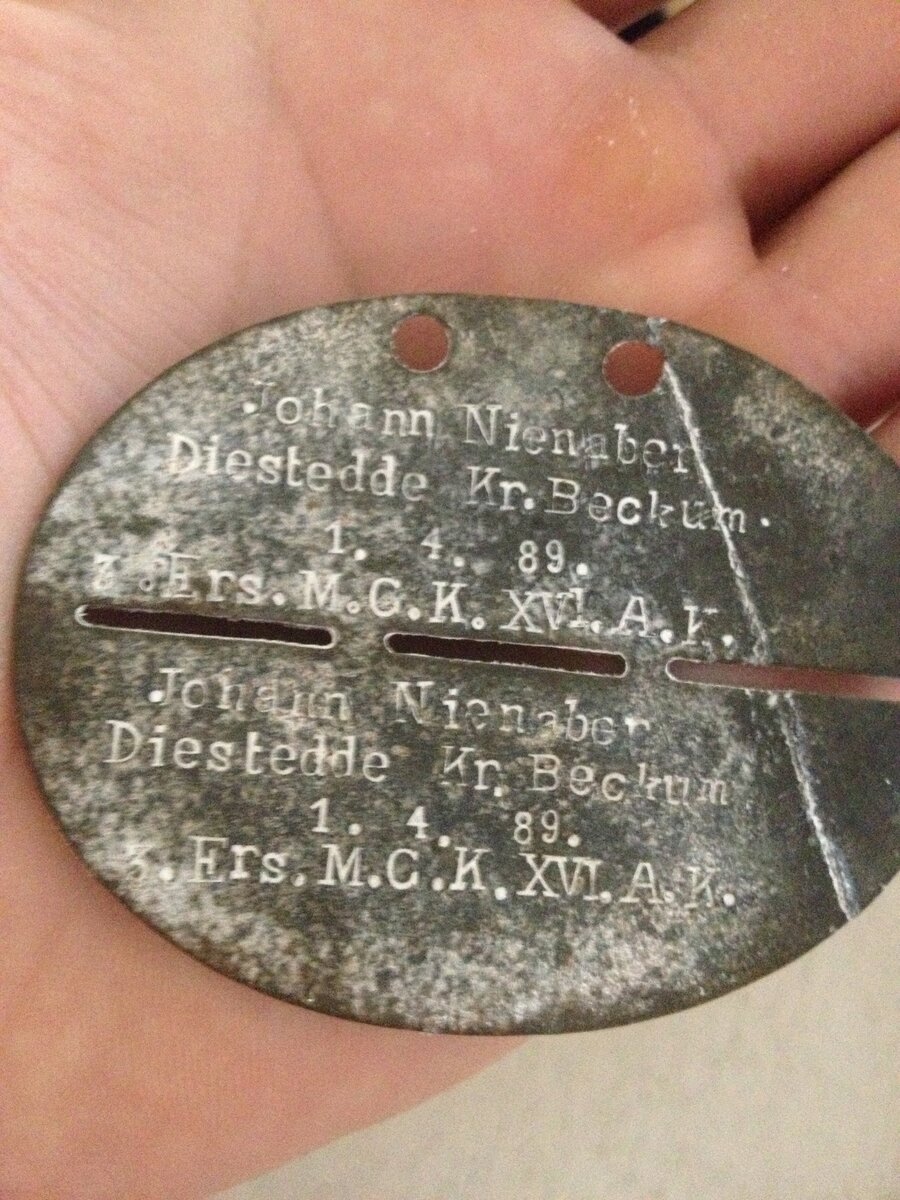 Johann Nienaber
Diestedde Kr. Beckum.
1. 4. 89.
3. Ers. M.G.K. XVI. A.K.
Johann Nienaber
Diestedde Kr. Beckum
1. 4. 89.
3. Ers. M.G.K. XVI. A.K.